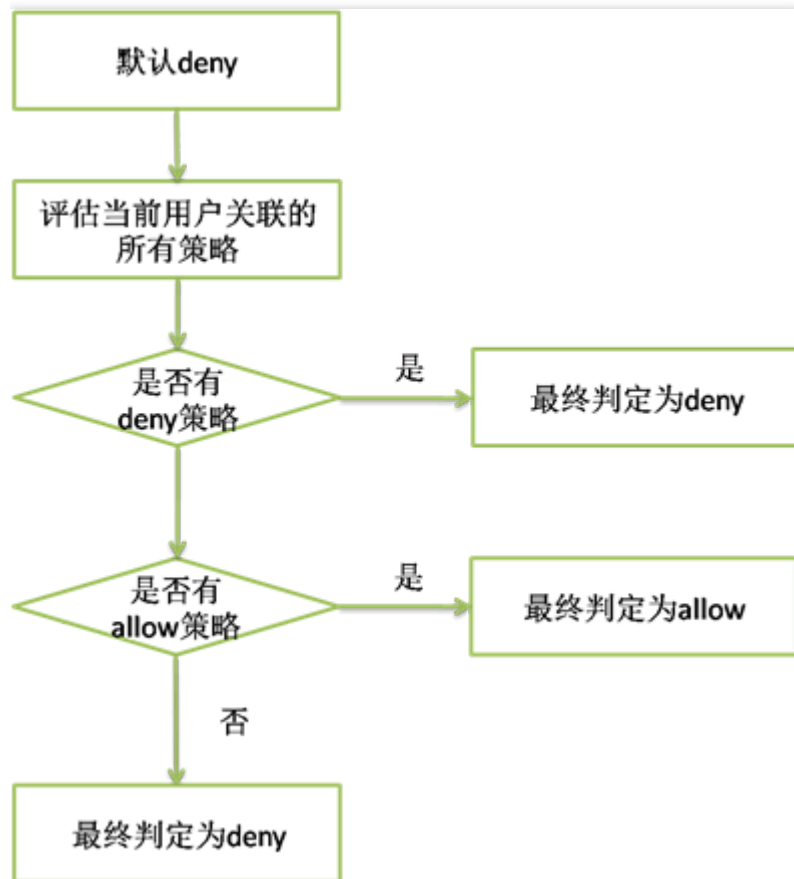 默认deny
评估当前用户关联的
所有策略
是否有
deny策略
是
最终判定为deny
是否有
allow策略
是
最终判定为allow
否
最终判定为deny